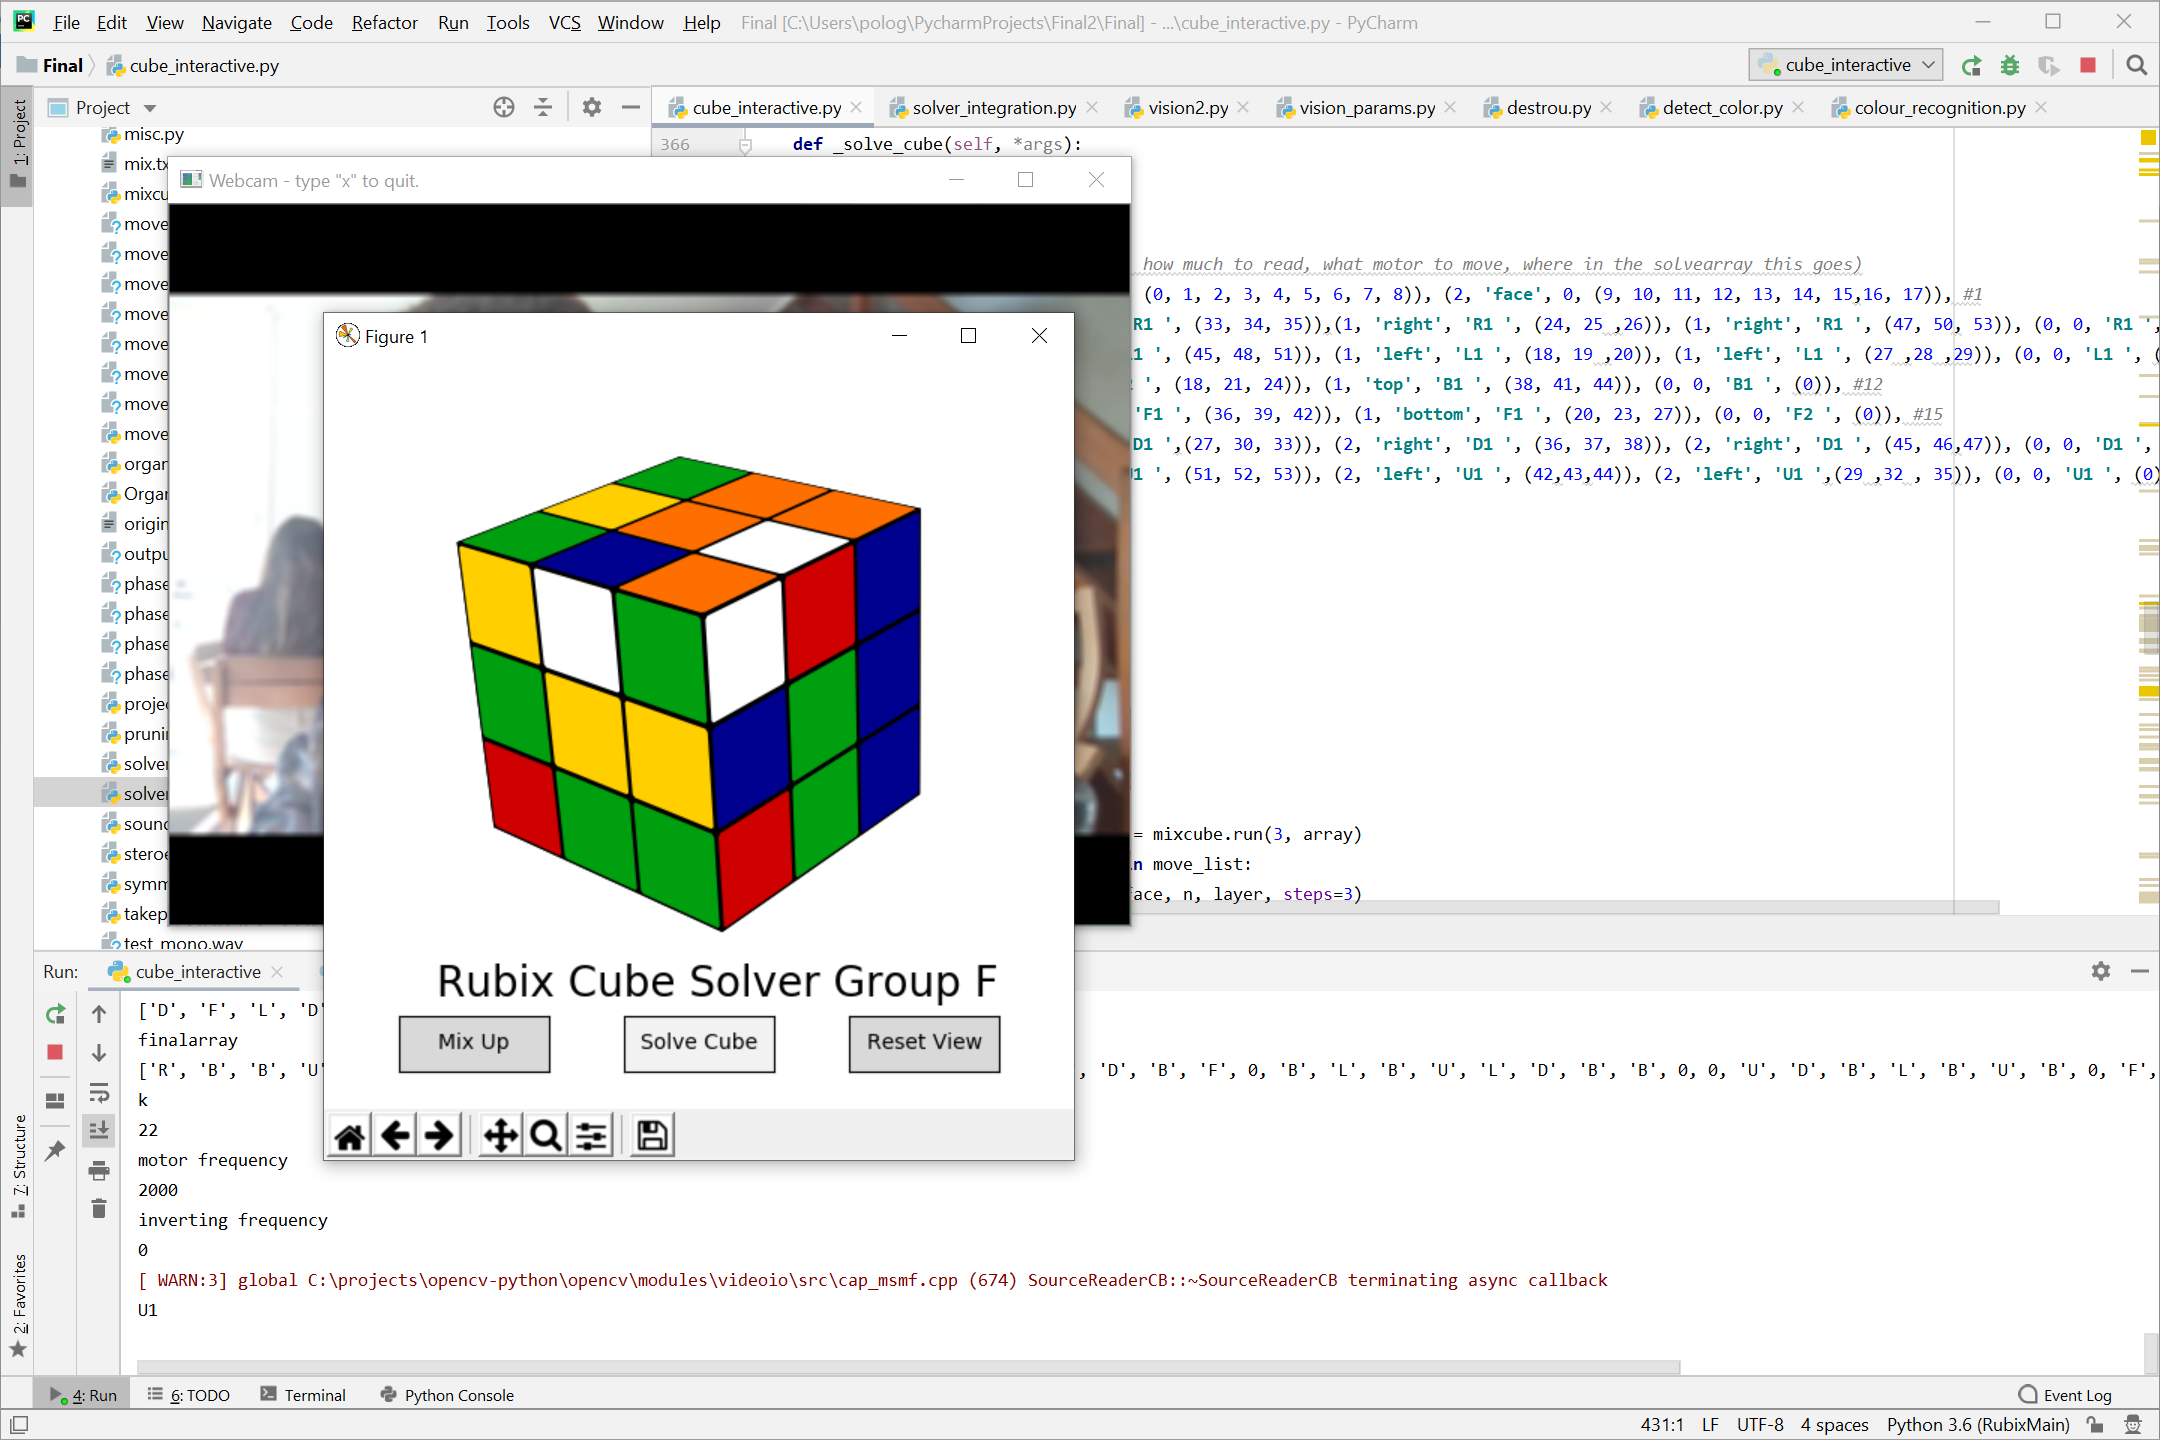 File Edit View Navigate Code Refactor Run Tools VCS Window Help Final [C:\Users\polog\PycharmProjects\Final2\Final] - ...\cube_interactive.py - PyCharm
Final cube_interactive.py cube_interactive
1: Project
Project
cube_interactive.py solver_integration.py vision2.py vision_params.py destrou.py detect_color.py colour_recognition.py
misc.py
mix.tx
mixcu
move
move
move
move
move
move
move
move
organ
Organ
origin
outpu
phase
phase
phase
phase
projec
prunin
solver
solver
soun
stero
symm
takep
test_mono.wav
366 def _solve_cube(self, *args):
how much to read, what motor to move, where in the solvearray this goes)
(0, 1, 2, 3, 4, 5, 6, 7, 8)), (2, 'face', 0, (9, 10, 11, 12, 13, 14, 15,16, 17)), #1
R1 ', (33, 34, 35)),(1, 'right', 'R1 ', (24, 25 ,26)), (1, 'right', 'R1 ', (47, 50, 53)), (0, 0, 'R1 ',
1 ', (45, 48, 51)), (1, 'left', 'L1 ', (18, 19 ,20)), (1, 'left', 'L1 ', (27 ,28 ,29)), (0, 0, 'L1 ', (
', (18, 21, 24)), (1, 'top', 'B1 ', (38, 41, 44)), (0, 0, 'B1 ', (0)), #12
'F1 ', (36, 39, 42)), (1, 'bottom', 'F1 ', (20, 23, 27)), (0, 0, 'F2 ', (0)), #15
D1 ',(27, 30, 33)), (2, 'right', 'D1 ', (36, 37, 38)), (2, 'right', 'D1 ', (45, 46,47)), (0, 0, 'D1 ',
1 ', (51, 52, 53)), (2, 'left', 'U1 ', (42,43,44)), (2, 'left', 'U1 ',(29 ,32 , 35)), (0, 0, 'U1 ', (0)
= mixcube.run(3, array)
n move_list:
ace, n, layer, steps=3)
Webcam - type "x" to quit.
Figure 1
Rubix Cube Solver Group F
Mix Up Solve Cube Reset View
Run: cube_interactive
['D', 'F', 'L', 'D'
finalarray
['R', 'B', 'B', 'U' , 'D', 'B', 'F', 0, 'B', 'L', 'B', 'U', 'L', 'D', 'B', 'B', 0, 0, 'U', 'D', 'B', 'L', 'B', 'U', 'B', 0, 'F',
k
22
motor frequency
2000
inverting frequency
0
[ WARN:3] global C:\projects\opencv-python\opencv\modules\videoio\src\cap_msmf.cpp (674) SourceReaderCB::~SourceReaderCB terminating async callback
U1
7: Structure
2: Favorites
4: Run 6: TODO Terminal Python Console Event Log
431:1 LF UTF-8 4 spaces Python 3.6 (RubixMain)